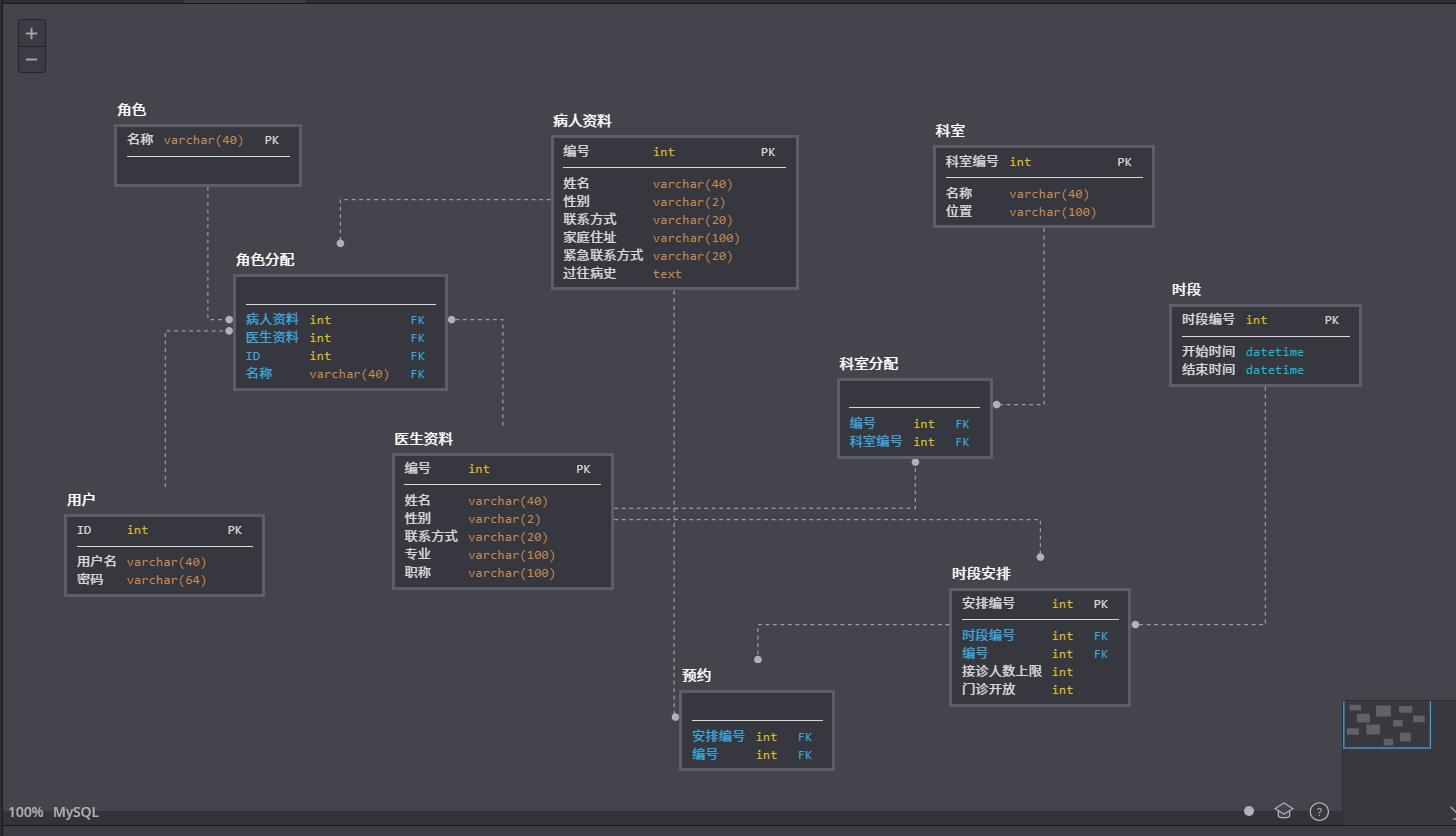 +
−
角色
名称 varchar(40) PK
病人资料
编号 int PK
姓名 varchar(40)
性别 varchar(2)
联系方式 varchar(20)
家庭住址 varchar(100)
紧急联系方式 varchar(20)
过往病史 text
科室
科室编号 int PK
名称 varchar(40)
位置 varchar(100)
角色分配
病人资料 int FK
医生资料 int FK
ID int FK
名称 varchar(40) FK
时段
时段编号 int PK
开始时间 datetime
结束时间 datetime
科室分配
编号 int FK
科室编号 int FK
医生资料
编号 int PK
姓名 varchar(40)
性别 varchar(2)
联系方式 varchar(20)
专业 varchar(100)
职称 varchar(100)
用户
ID int PK
用户名 varchar(40)
密码 varchar(64)
时段安排
安排编号 int PK
时段编号 int FK
编号 int FK
接诊人数上限 int
门诊开放 int
预约
安排编号 int FK
编号 int FK
100% MySQL
?